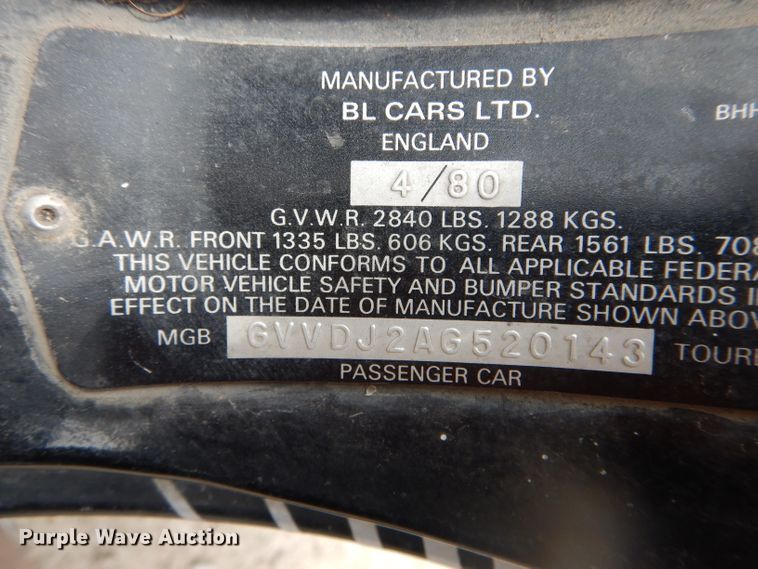 MANUFACTURED BY
BL CARS LTD. BHH
ENGLAND
4/80
G.V.W.R. 2840 LBS. 1288 KGS.
G.A.W.R. FRONT 1335 LBS. 606 KGS. REAR 1561 LBS. 708
THIS VEHICLE CONFORMS TO ALL APPLICABLE FEDERA
MOTOR VEHICLE SAFETY AND BUMPER STANDARDS I
EFFECT ON THE DATE OF MANUFACTURE SHOWN ABOV
MGB GVVDJ2AG520143 TOURE
PASSENGER CAR
Purple Wave Auction